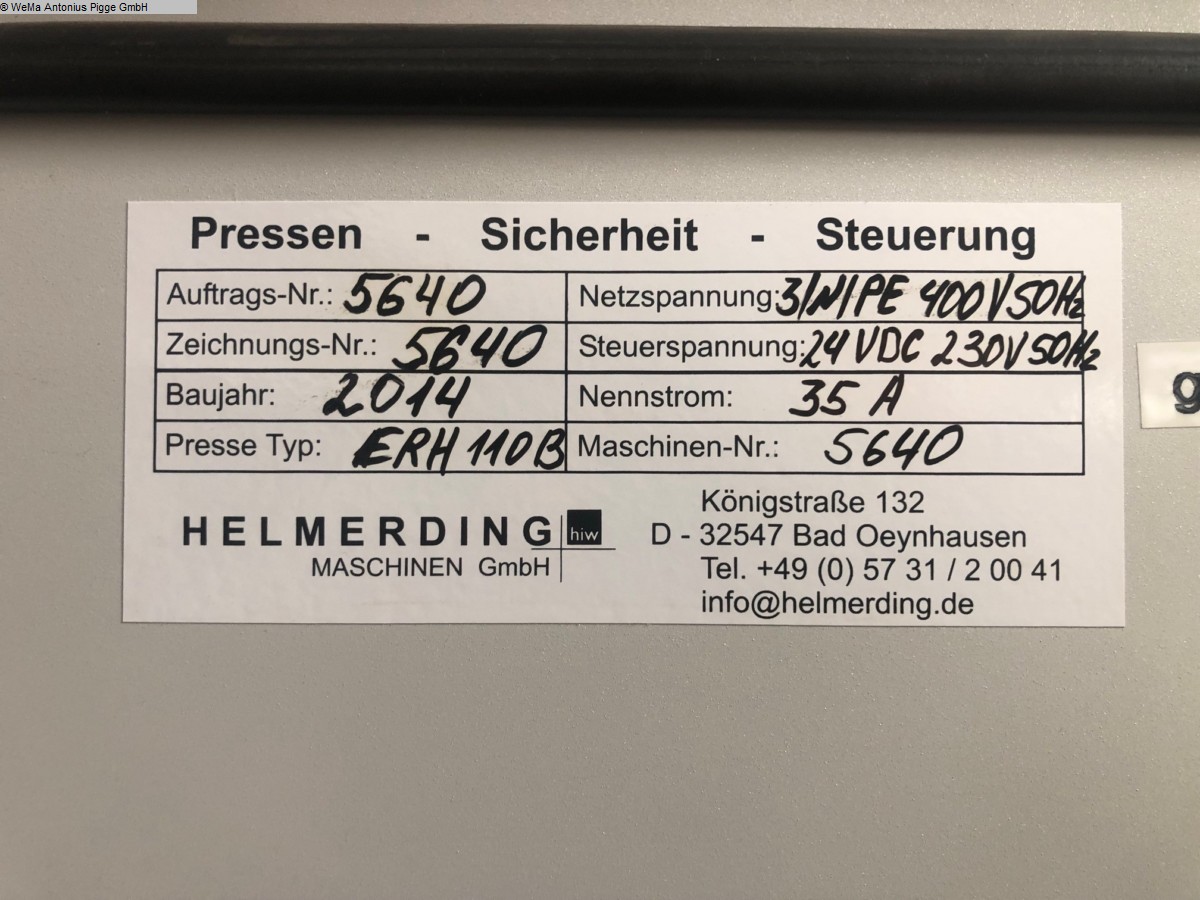 © WeMa Antonius Pigge GmbH
Pressen - Sicherheit - Steuerung
Auftrags-Nr.: 5640 Netzspannung: 3/N/PE 400V 50Hz
Zeichnungs-Nr.: 5640 Steuerspannung: 24VDC 230V 50Hz
Baujahr: 2014 Nennstrom: 35 A
Presse Typ: ERH 110B Maschinen-Nr.: 5640
HELMERDING hiw
MASCHINEN GmbH
Königstraße 132
D - 32547 Bad Oeynhausen
Tel. +49 (0) 57 31 / 2 00 41
info@helmerding.de